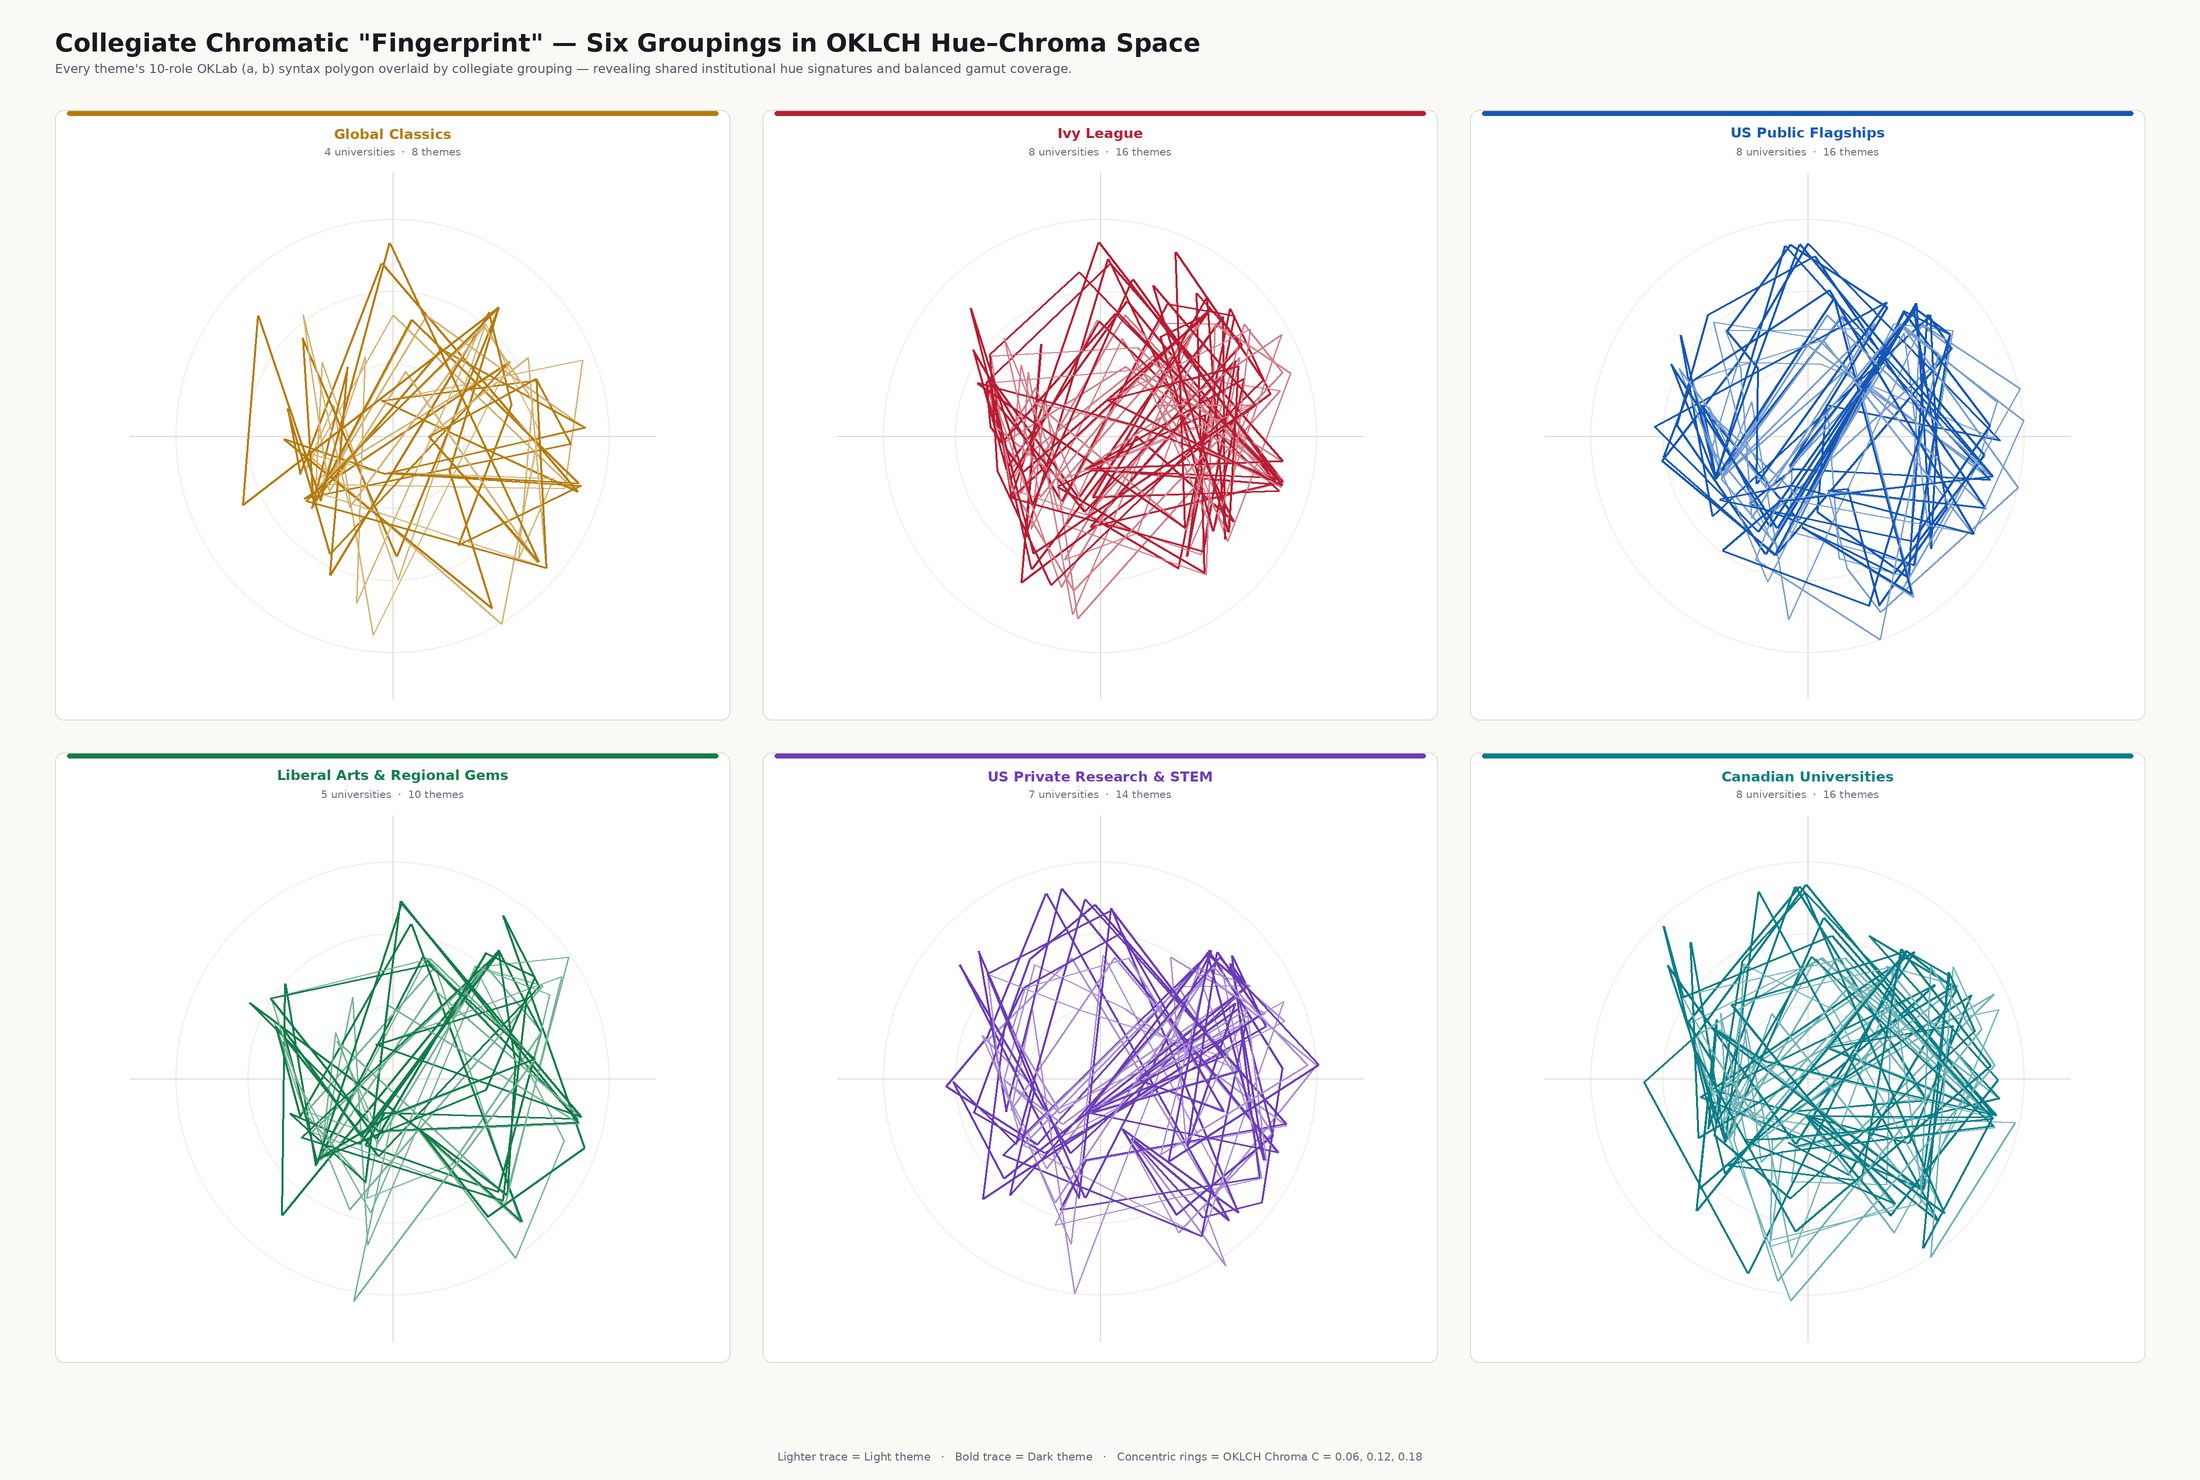 Collegiate Chromatic "Fingerprint" — Six Groupings in OKLCH Hue–Chroma Space
Every theme's 10-role OKLab (a, b) syntax polygon overlaid by collegiate grouping — revealing shared institutional hue signatures and balanced gamut coverage.
Global Classics
4 universities · 8 themes
Ivy League
8 universities · 16 themes
US Public Flagships
8 universities · 16 themes
Liberal Arts & Regional Gems
5 universities · 10 themes
US Private Research & STEM
7 universities · 14 themes
Canadian Universities
8 universities · 16 themes
Lighter trace = Light theme · Bold trace = Dark theme · Concentric rings = OKLCH Chroma C = 0.06, 0.12, 0.18